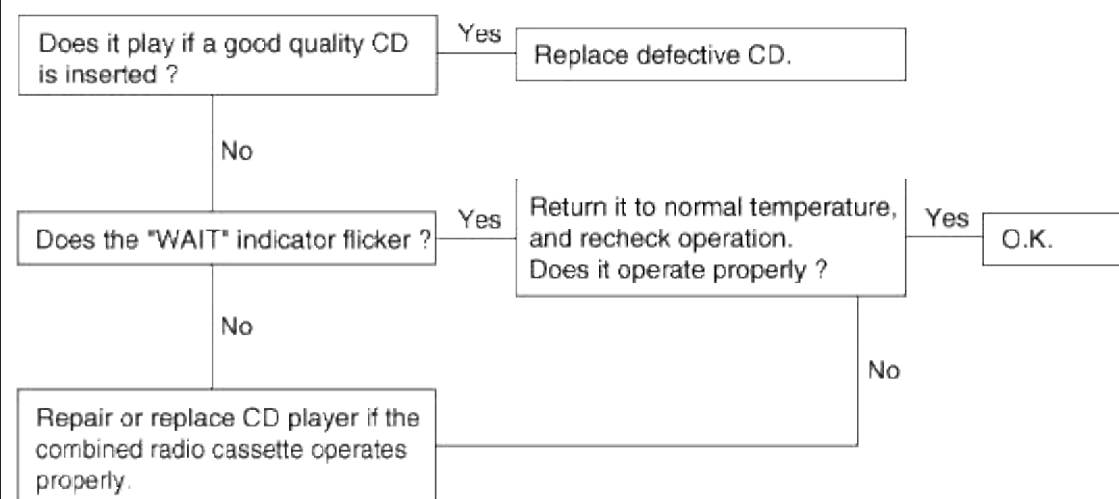 Does it play if a good quality CD
is inserted ?
Yes
Replace defective CD.
No
Does the "WAIT" indicator flicker ?
Yes
Return it to normal temperature,
and recheck operation.
Does it operate properly ?
Yes
O.K.
No
No
Repair or replace CD player if the
combined radio cassette operates
properly.